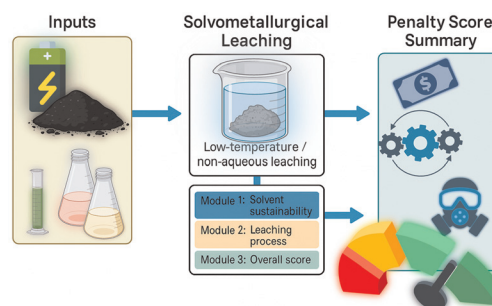 Inputs
Solvometallurgical
Leaching
Low-temperature /
non-aqueous leaching
Module 1: Solvent
sustainability
Module 2: Leaching
process
Module 3: Overall score
Penalty Score
Summary
$